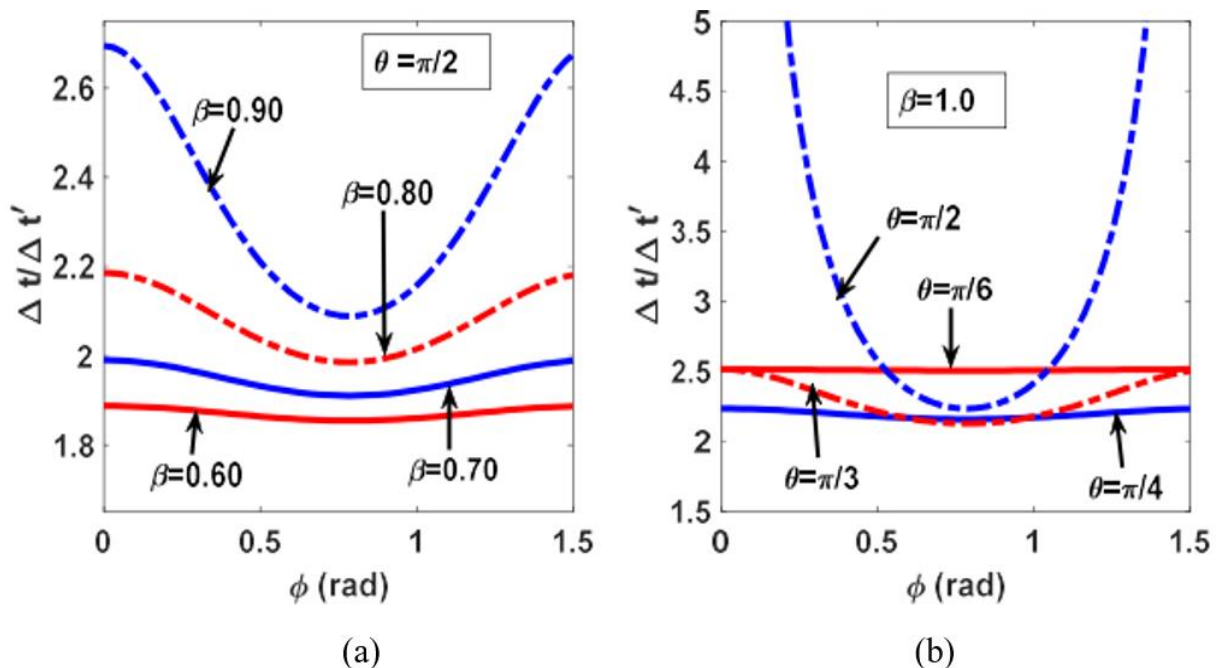 2.6
2.4
2.2
2
1.8
Δ t/Δ t′
θ =π/2
β=0.90
β=0.80
β=0.60
β=0.70
0
0.5
1
1.5
ϕ (rad)
(a)
5
4.5
4
3.5
3
2.5
2
1.5
Δ t/Δ t′
β=1.0
θ=π/2
θ=π/6
θ=π/3
θ=π/4
0
0.5
1
1.5
ϕ (rad)
(b)